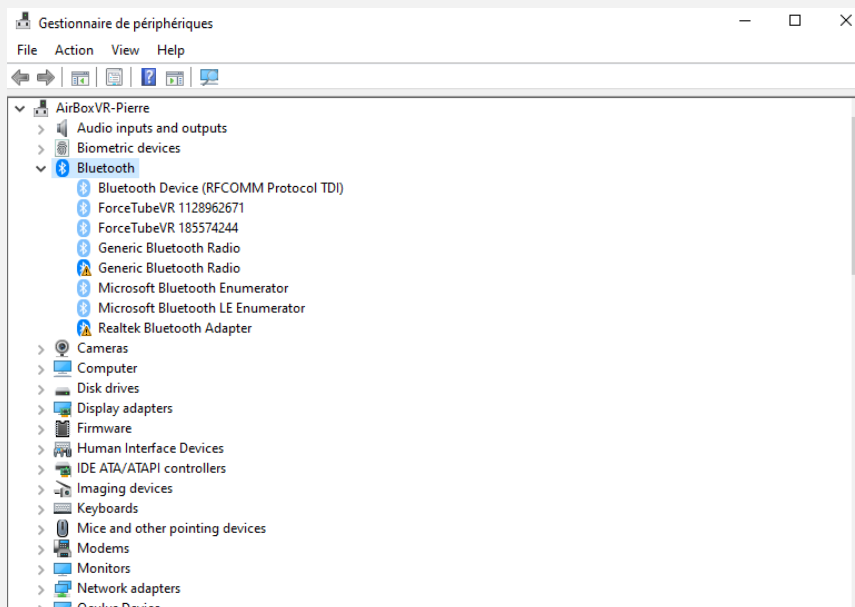 Gestionnaire de périphériques
File Action View Help
AirBoxVR-Pierre
Audio inputs and outputs
Biometric devices
Bluetooth
Bluetooth Device (RFCOMM Protocol TDI)
ForceTubeVR 1128962671
ForceTubeVR 185574244
Generic Bluetooth Radio
Generic Bluetooth Radio
Microsoft Bluetooth Enumerator
Microsoft Bluetooth LE Enumerator
Realtek Bluetooth Adapter
Cameras
Computer
Disk drives
Display adapters
Firmware
Human Interface Devices
IDE ATA/ATAPI controllers
Imaging devices
Keyboards
Mice and other pointing devices
Modems
Monitors
Network adapters
Oculus Device